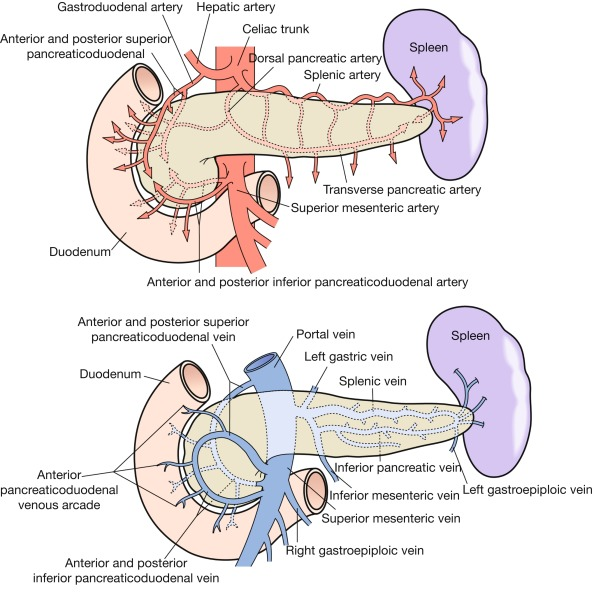 Gastroduodenal artery
Hepatic artery
Celiac trunk
Anterior and posterior superior
pancreaticoduodenal
Dorsal pancreatic artery
Splenic artery
Spleen
Transverse pancreatic artery
Superior mesenteric artery
Duodenum
Anterior and posterior inferior pancreaticoduodenal artery
Anterior and posterior superior
pancreaticoduodenal vein
Portal vein
Left gastric vein
Spleen
Duodenum
Splenic vein
Inferior pancreatic vein
Anterior
pancreaticoduodenal
venous arcade
Inferior mesenteric vein
Left gastroepiploic vein
Superior mesenteric vein
Right gastroepiploic vein
Anterior and posterior
inferior pancreaticoduodenal vein